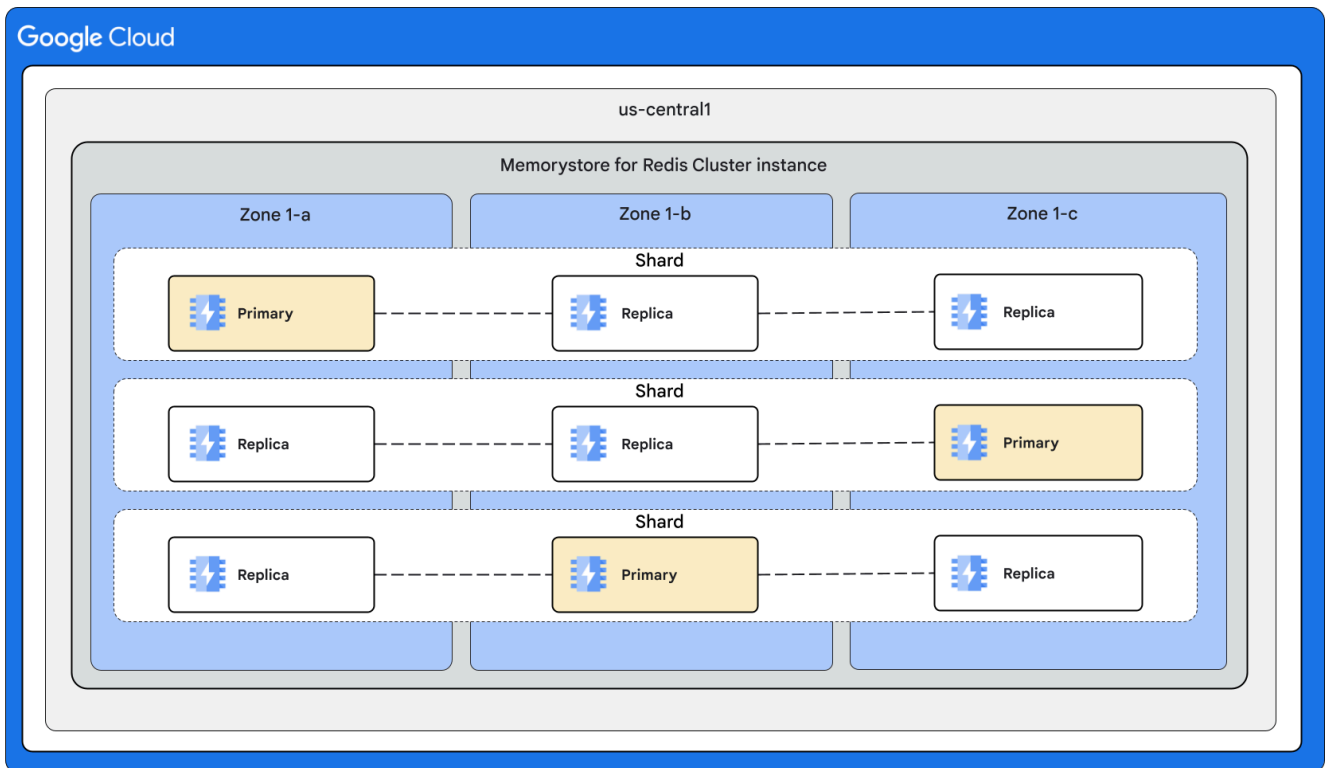 Google Cloud
us-central1
Memorystore for Redis Cluster instance
Zone 1-a
Zone 1-b
Zone 1-c
Shard
Primary
Replica
Replica
Shard
Replica
Replica
Primary
Shard
Replica
Primary
Replica